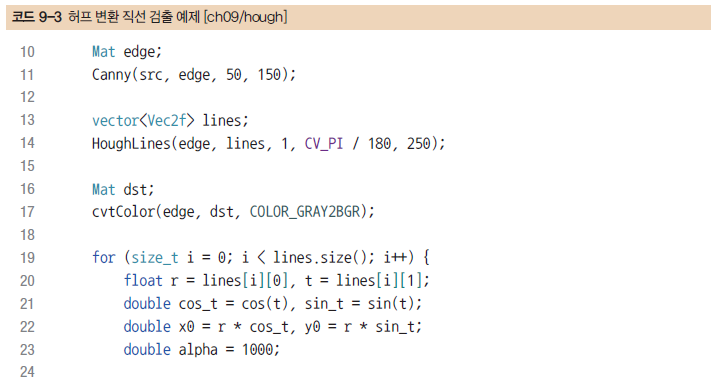 코드 9-3 허프 변환 직선 검출 예제 [ch09/hough]
10 Mat edge;
11 Canny(src, edge, 50, 150);
12
13 vector<Vec2f> lines;
14 HoughLines(edge, lines, 1, CV_PI / 180, 250);
15
16 Mat dst;
17 cvtColor(edge, dst, COLOR_GRAY2BGR);
18
19 for (size_t i = 0; i < lines.size(); i++) {
20 float r = lines[i][0], t = lines[i][1];
21 double cos_t = cos(t), sin_t = sin(t);
22 double x0 = r * cos_t, y0 = r * sin_t;
23 double alpha = 1000;
24